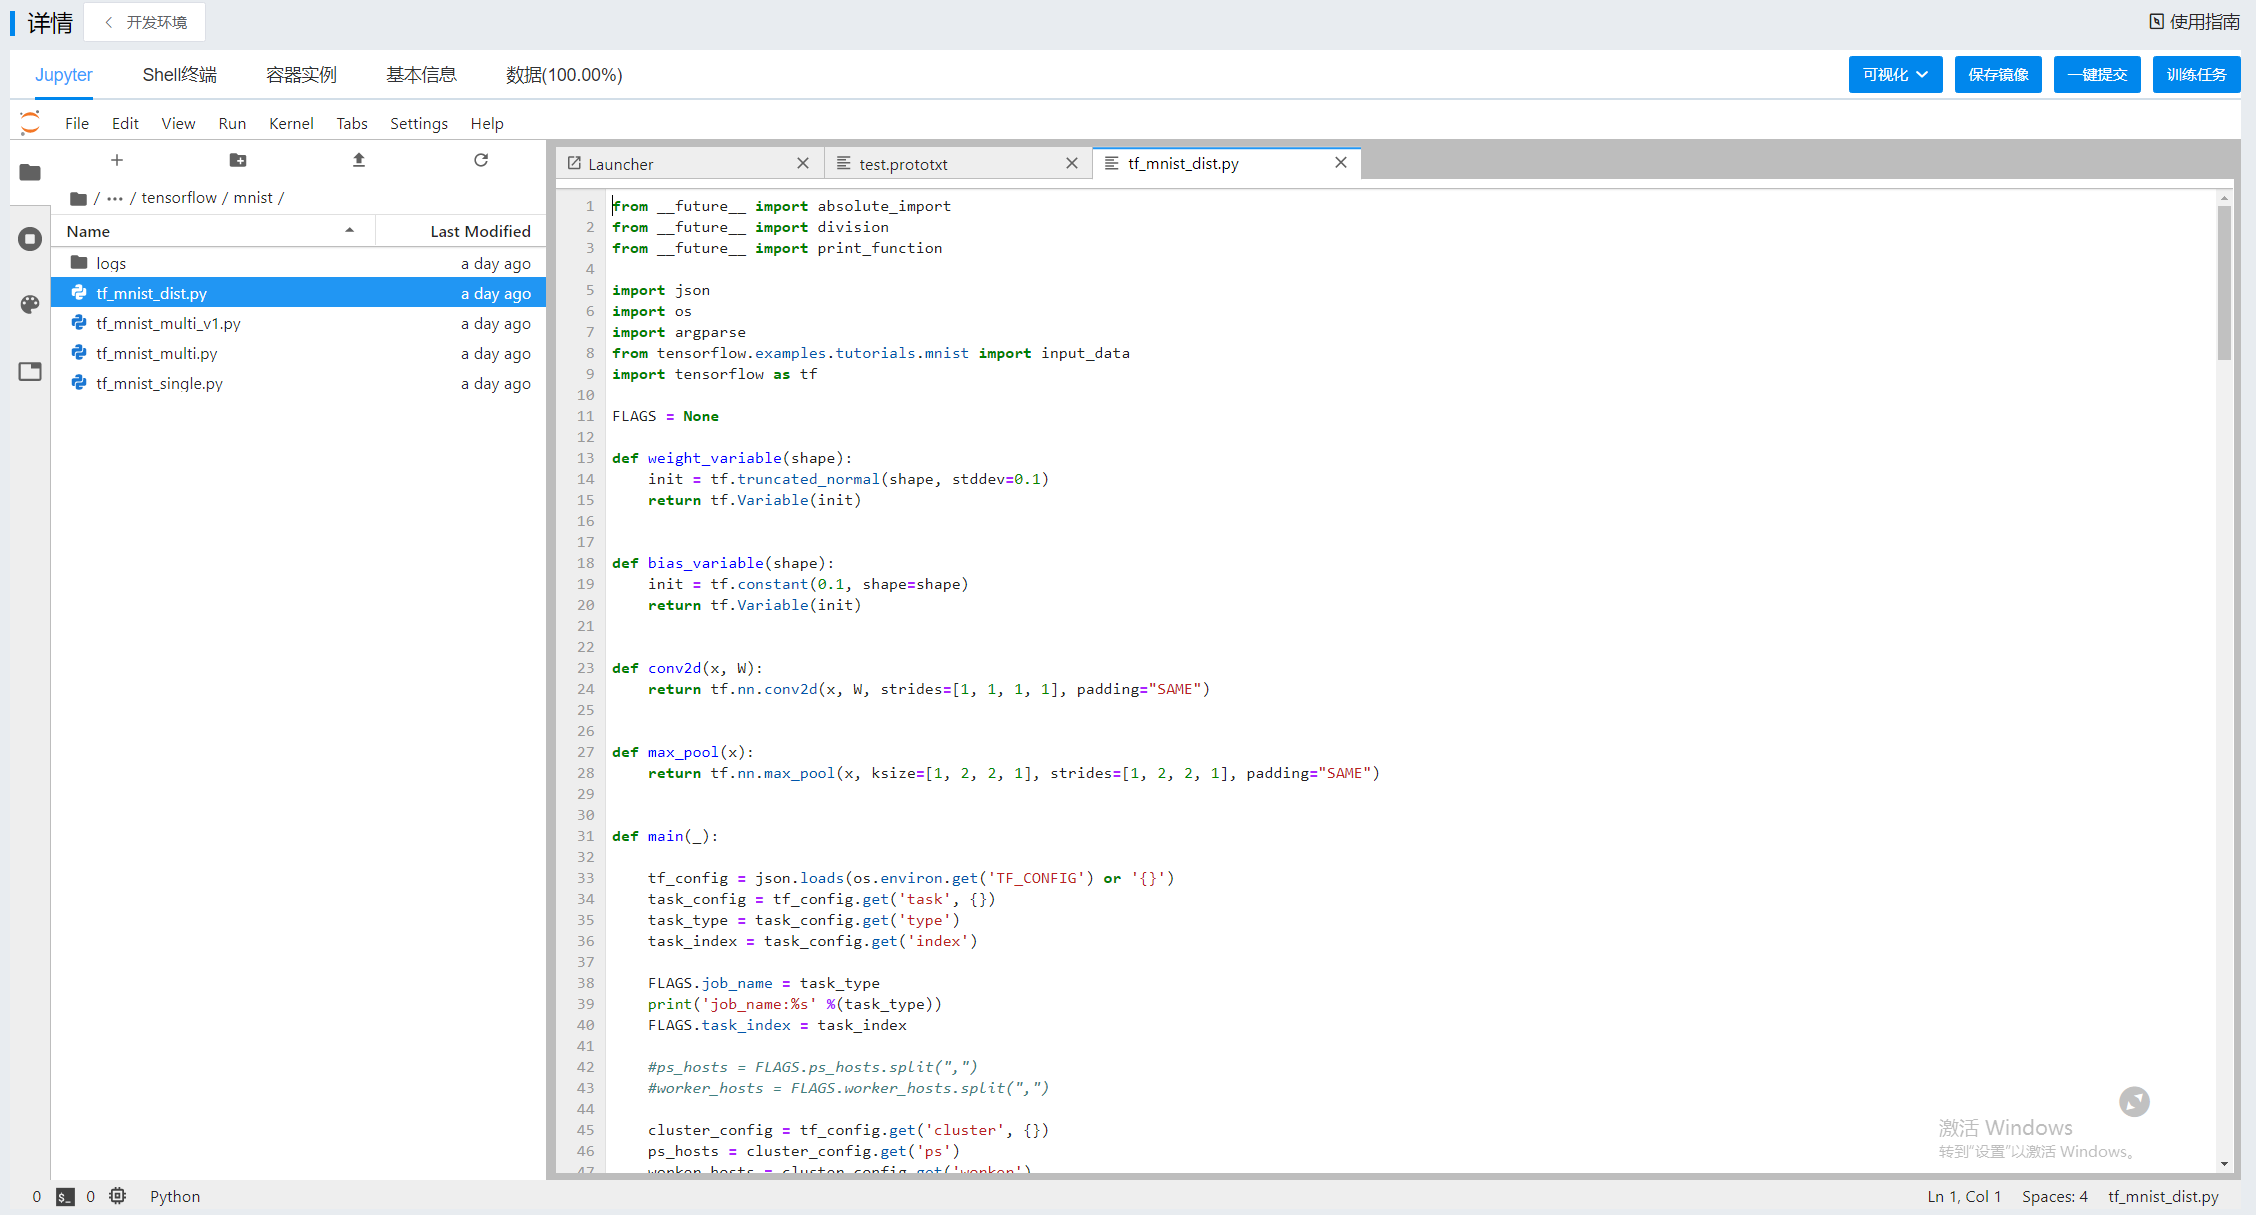 详情
开发环境
使用指南
Jupyter
Shell终端
容器实例
基本信息
数据(100.00%)
可视化
保存镜像
一键提交
训练任务
File Edit View Run Kernel Tabs Settings Help
/ ··· / tensorflow / mnist /
Name Last Modified
logs a day ago
tf_mnist_dist.py a day ago
tf_mnist_multi_v1.py a day ago
tf_mnist_multi.py a day ago
tf_mnist_single.py a day ago
Launcher
test.prototxt
tf_mnist_dist.py
1 from __future__ import absolute_import
2 from __future__ import division
3 from __future__ import print_function
4
5 import json
6 import os
7 import argparse
8 from tensorflow.examples.tutorials.mnist import input_data
9 import tensorflow as tf
10
11 FLAGS = None
12
13 def weight_variable(shape):
14     init = tf.truncated_normal(shape, stddev=0.1)
15     return tf.Variable(init)
16
17
18 def bias_variable(shape):
19     init = tf.constant(0.1, shape=shape)
20     return tf.Variable(init)
21
22
23 def conv2d(x, W):
24     return tf.nn.conv2d(x, W, strides=[1, 1, 1, 1], padding="SAME")
25
26
27 def max_pool(x):
28     return tf.nn.max_pool(x, ksize=[1, 2, 2, 1], strides=[1, 2, 2, 1], padding="SAME")
29
30
31 def main(_):
32
33     tf_config = json.loads(os.environ.get('TF_CONFIG') or '{}')
34     task_config = tf_config.get('task', {})
35     task_type = task_config.get('type')
36     task_index = task_config.get('index')
37
38     FLAGS.job_name = task_type
39     print('job_name:%s' %(task_type))
40     FLAGS.task_index = task_index
41
42     #ps_hosts = FLAGS.ps_hosts.split(",")
43     #worker_hosts = FLAGS.worker_hosts.split(",")
44
45     cluster_config = tf_config.get('cluster', {})
46     ps_hosts = cluster_config.get('ps')
47     worker_hosts = cluster_config.get('worker')
激活 Windows
转到“设置”以激活 Windows。
0 $_ 0 Python
Ln 1, Col 1 Spaces: 4 tf_mnist_dist.py